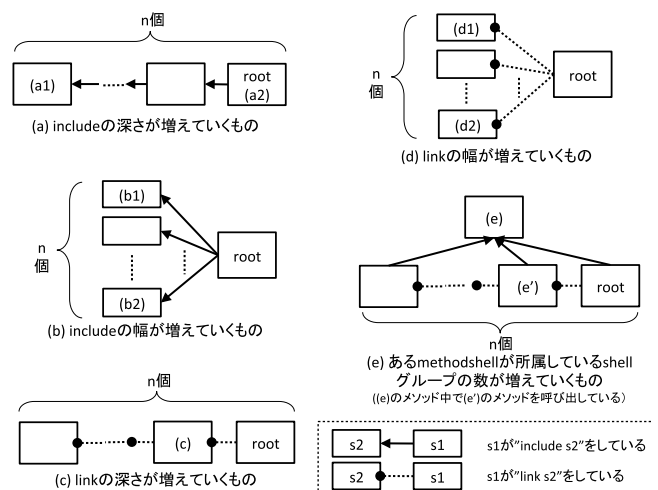 n個
(a1)
root
(a2)
(a) includeの深さが増えていくもの
n
個
(b1)
(b2)
root
(b) includeの幅が増えていくもの
n個
(c)
root
(c) linkの深さが増えていくもの
n
個
(d1)
(d2)
root
(d) linkの幅が増えていくもの
(e)
(e')
root
n個
(e) あるmethodshellが所属しているshell
グループの数が増えていくもの
((e)のメソッド中で(e')のメソッドを呼び出している)
s2
s1
s1が"include s2"をしている
s2
s1
s1が"link s2"をしている